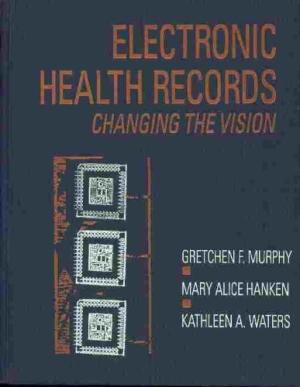 ELECTRONIC
HEALTH RECORDS
CHANGING THE VISION
GRETCHEN F. MURPHY
MARY ALICE HANKEN
KATHLEEN A. WATERS